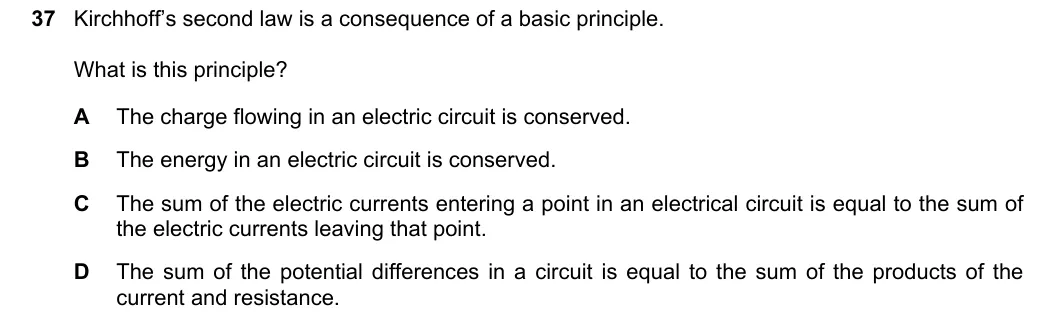 37 Kirchhoff's second law is a consequence of a basic principle.
What is this principle?
A The charge flowing in an electric circuit is conserved.
B The energy in an electric circuit is conserved.
C The sum of the electric currents entering a point in an electrical circuit is equal to the sum of
the electric currents leaving that point.
D The sum of the potential differences in a circuit is equal to the sum of the products of the
current and resistance.